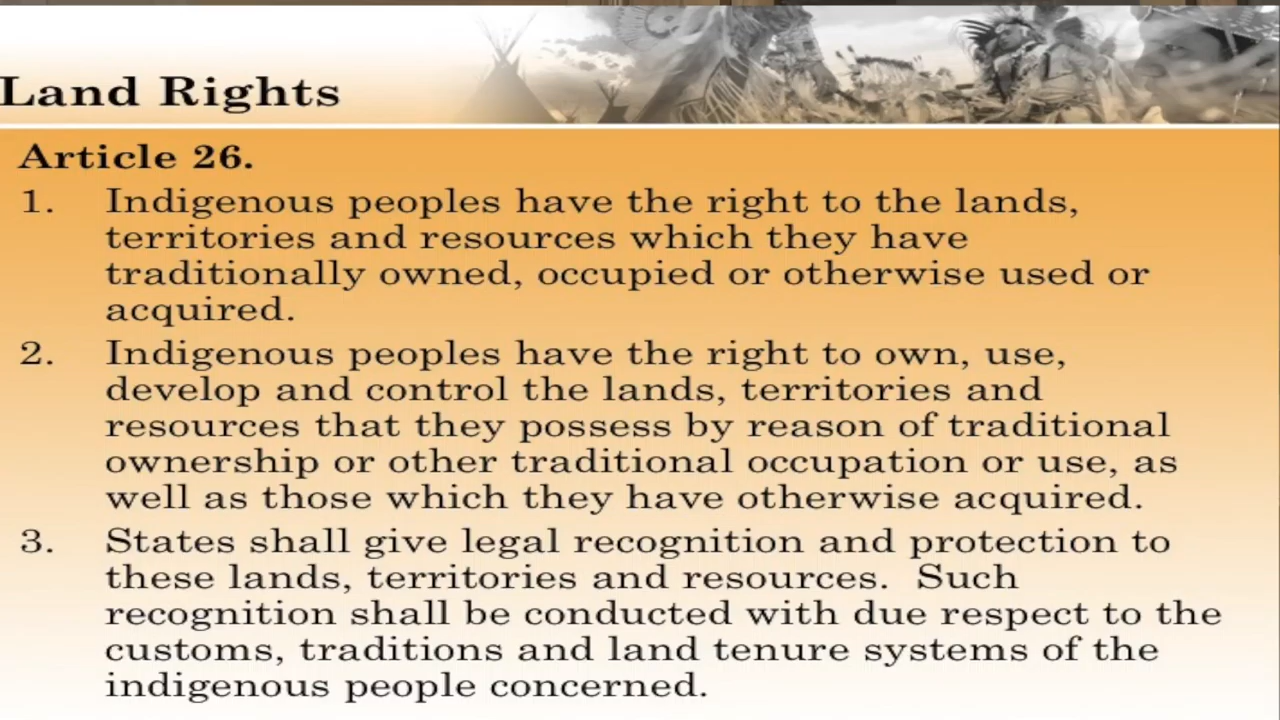 Land Rights
Article 26.
1. Indigenous peoples have the right to the lands,
territories and resources which they have
traditionally owned, occupied or otherwise used or
acquired.
2. Indigenous peoples have the right to own, use,
develop and control the lands, territories and
resources that they possess by reason of traditional
ownership or other traditional occupation or use, as
well as those which they have otherwise acquired.
3. States shall give legal recognition and protection to
these lands, territories and resources.  Such
recognition shall be conducted with due respect to the
customs, traditions and land tenure systems of the
indigenous people concerned.